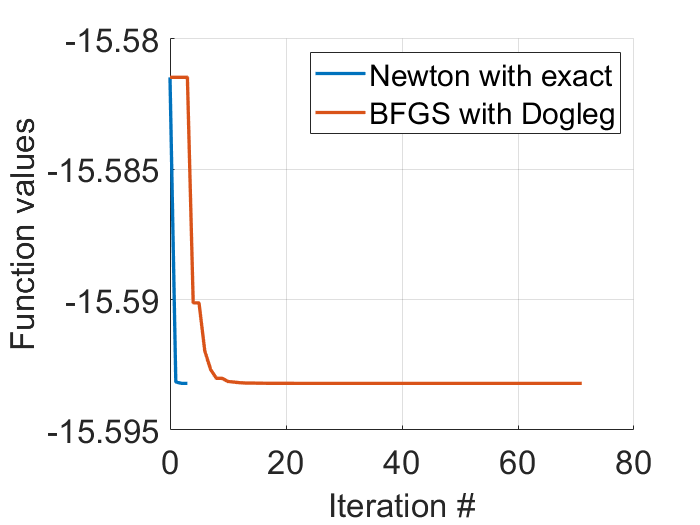 -15.58
-15.585
-15.59
-15.595
Function values
Newton with exact
BFGS with Dogleg
0 20 40 60 80
Iteration #